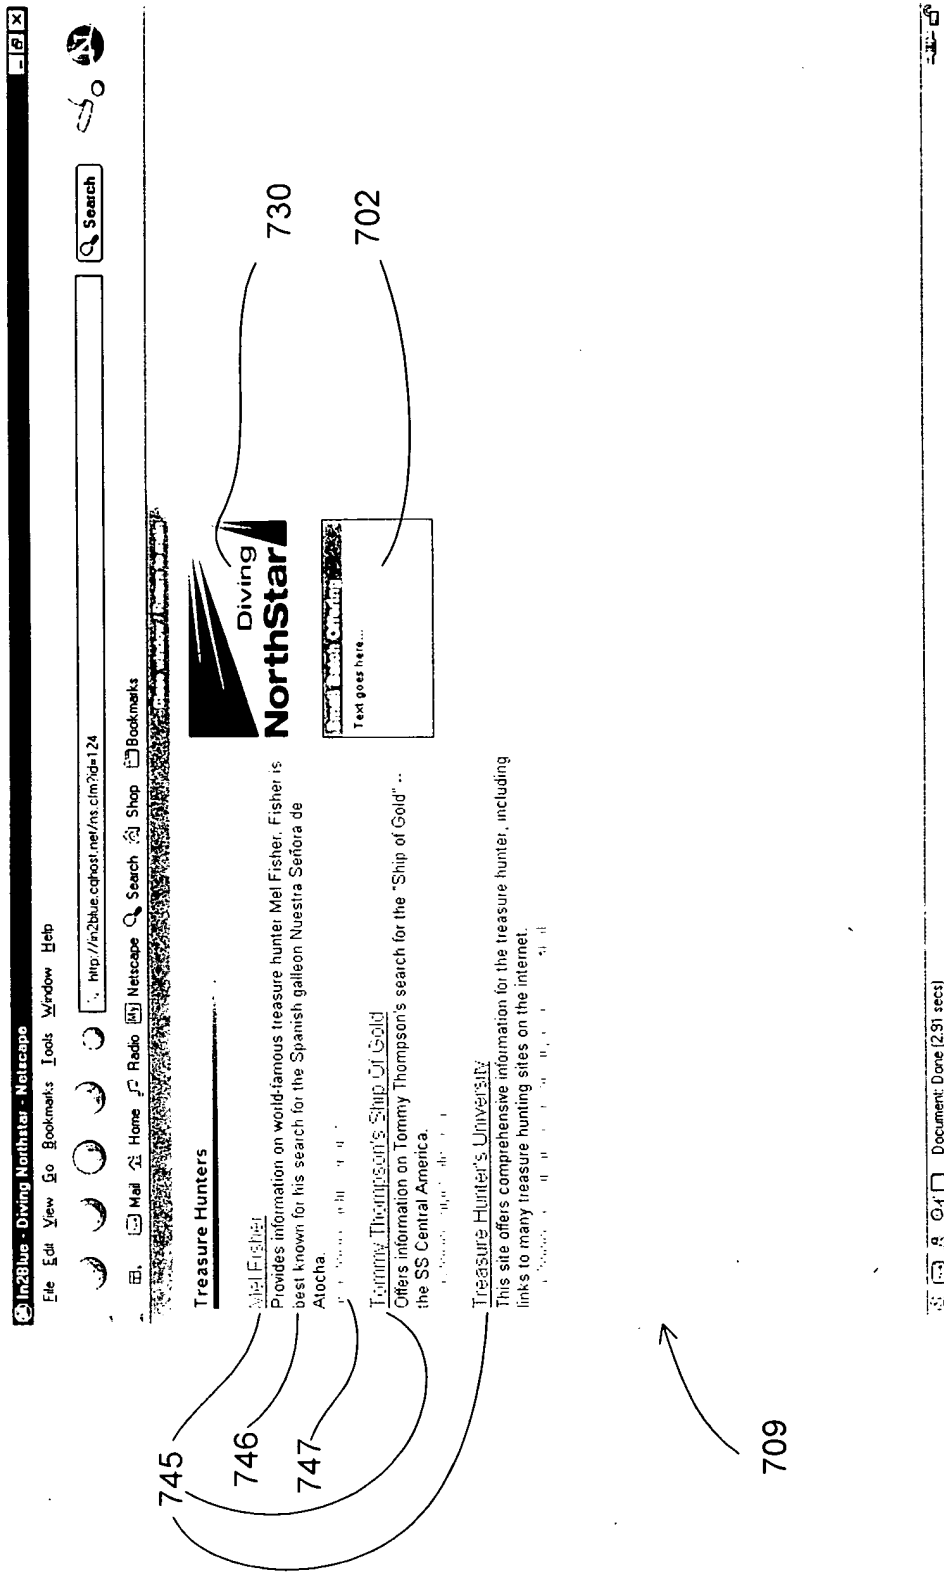 In2Blue - Diving Northstar - Netscape
File Edit View Go Bookmarks Tools Window Help
http://in2blue.cqhost.net/ns.cfm?id=124
Search
Mail Home Radio My Netscape Search Shop Bookmarks
Treasure Hunters
Mel Fisher
Provides information on world-famous treasure hunter Mel Fisher. Fisher is
best known for his search for the Spanish galleon Nuestra Señora de
Atocha.
Tommy Thompson's Ship Of Gold
Offers information on Tommy Thompson's search for the "Ship of Gold" --
the SS Central America.
Treasure Hunter's University
This site offers comprehensive information for the treasure hunter, including
links to many treasure hunting sites on the internet.
Diving
NorthStar
Text goes here...
Document: Done (2.91 secs)
745
746
747
730
702
709